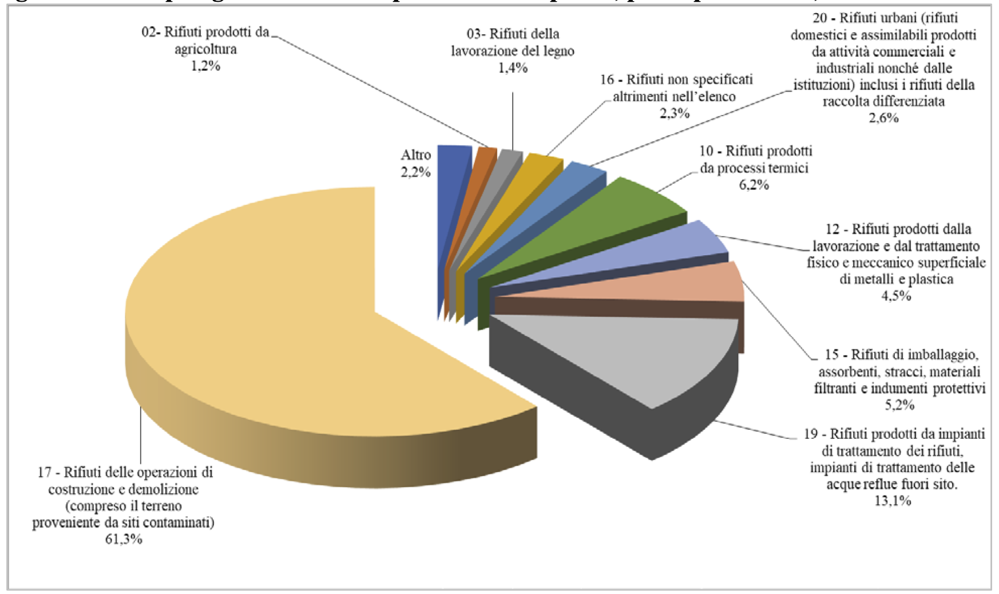 02- Rifiuti prodotti da
agricoltura
1,2%
03- Rifiuti della
lavorazione del legno
1,4%
16 - Rifiuti non specificati
altrimenti nell’elenco
2,3%
20 - Rifiuti urbani (rifiuti
domestici e assimilabili prodotti
da attività commerciali e
industriali nonché dalle
istituzioni) inclusi i rifiuti della
raccolta differenziata
2,6%
Altro
2,2%
10 - Rifiuti prodotti
da processi termici
6,2%
12 - Rifiuti prodotti dalla
lavorazione e dal trattamento
fisico e meccanico superficiale
di metalli e plastica
4,5%
15 - Rifiuti di imballaggio,
assorbenti, stracci, materiali
filtranti e indumenti protettivi
5,2%
19 - Rifiuti prodotti da impianti
di trattamento dei rifiuti,
impianti di trattamento delle
acque reflue fuori sito.
13,1%
17 - Rifiuti delle operazioni di
costruzione e demolizione
(compreso il terreno
proveniente da siti contaminati)
61,3%